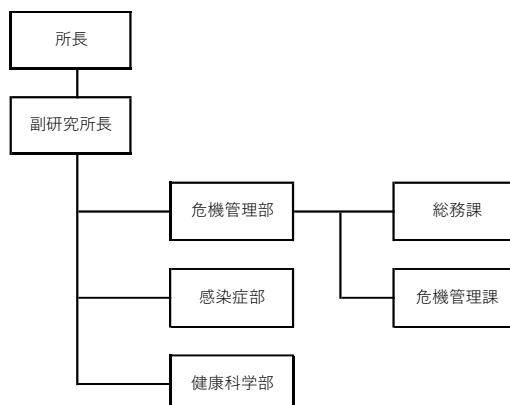 所長
副研究所長
危機管理部
総務課
感染症部
危機管理課
健康科学部